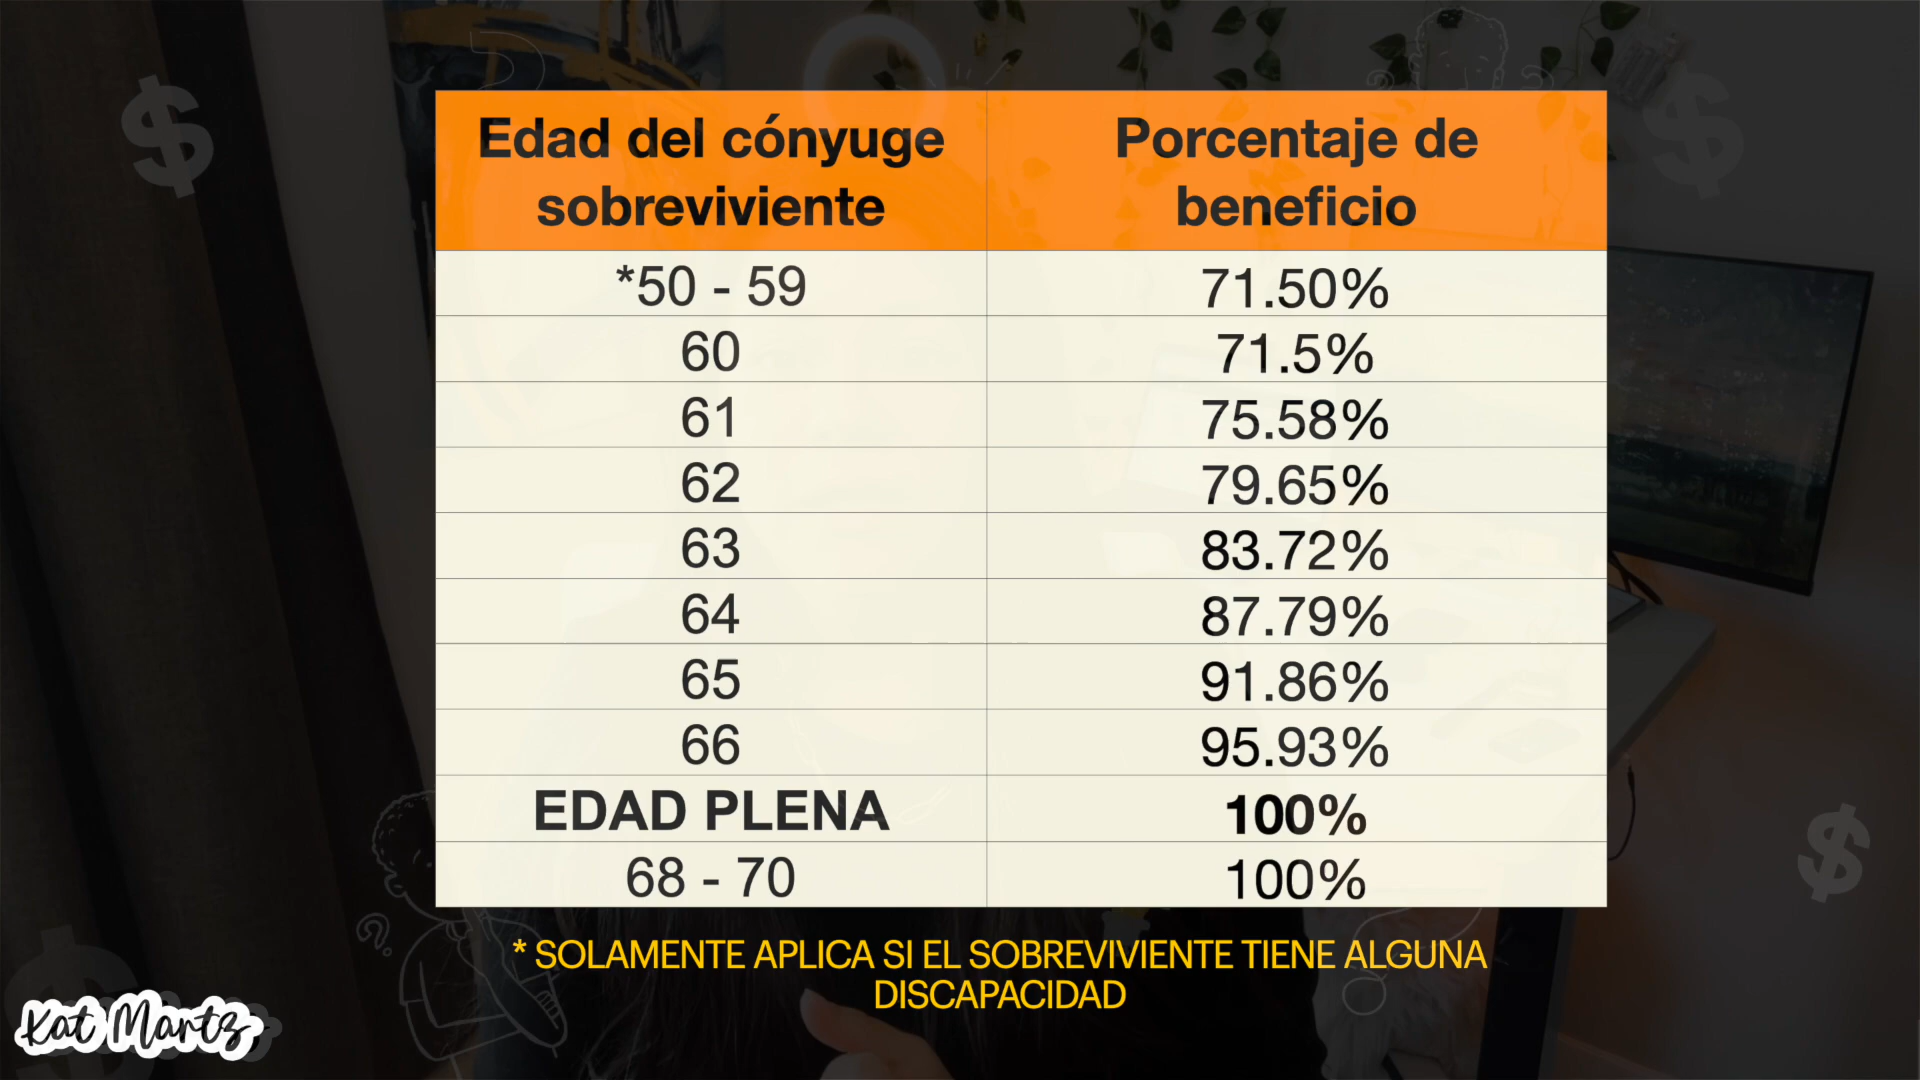 Edad del cónyuge sobreviviente Porcentaje de beneficio
*50 - 59 71.50%
60 71.5%
61 75.58%
62 79.65%
63 83.72%
64 87.79%
65 91.86%
66 95.93%
EDAD PLENA 100%
68 - 70 100%
* SOLAMENTE APLICA SI EL SOBREVIVIENTE TIENE ALGUNA
DISCAPACIDAD
Kat Martz